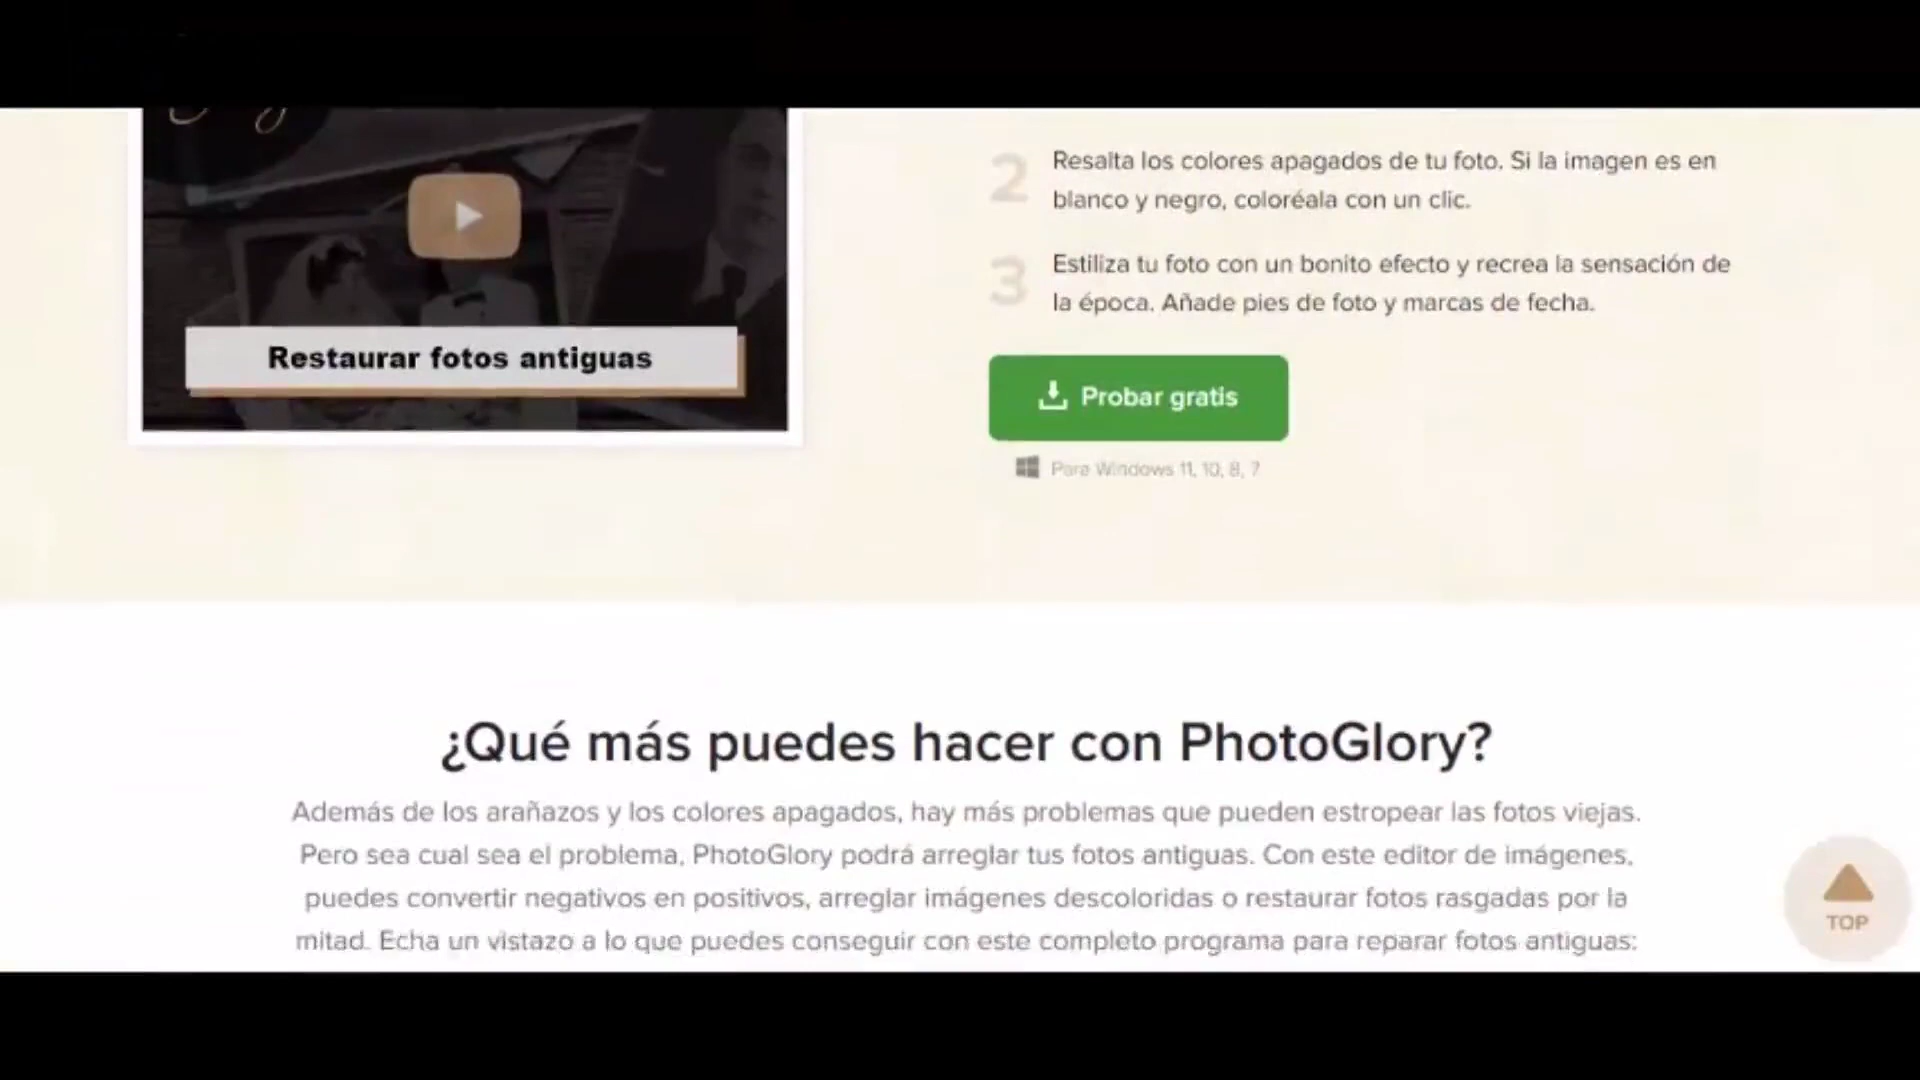 Restaurar fotos antiguas
2
Resalta los colores apagados de tu foto. Si la imagen es en
blanco y negro, coloréala con un clic.
3
Estiliza tu foto con un bonito efecto y recrea la sensación de
la época. Añade pies de foto y marcas de fecha.
Probar gratis
Para Windows 11, 10, 8, 7
¿Qué más puedes hacer con PhotoGlory?
Además de los arañazos y los colores apagados, hay más problemas que pueden estropear las fotos viejas.
Pero sea cual sea el problema, PhotoGlory podrá arreglar tus fotos antiguas. Con este editor de imágenes,
puedes convertir negativos en positivos, arreglar imágenes descoloridas o restaurar fotos rasgadas por la
mitad. Echa un vistazo a lo que puedes conseguir con este completo programa para reparar fotos antiguas:
TOP